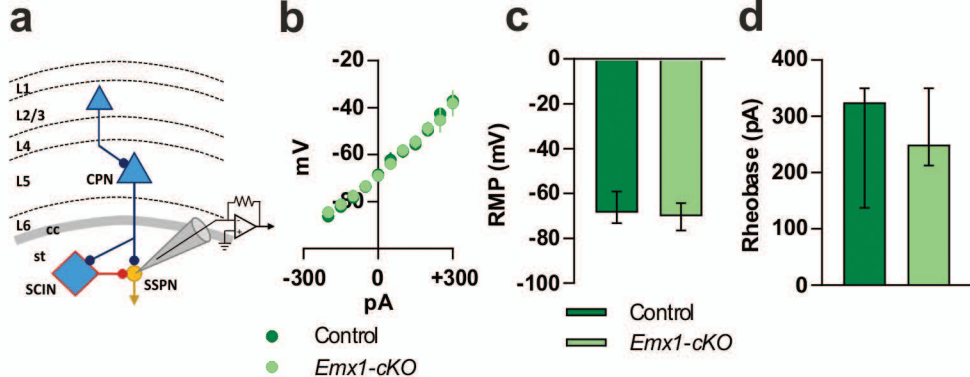 a
L1
L2/3
L4
L5
L6
CPN
cc
st
SCIN
SSPN
b
-20
-40
-60
-80
mV
-300
0
+300
pA
Control
Emx1-cKO
c
0
-20
-40
-60
-80
-100
RMP (mV)
Control
Emx1-cKO
d
400
300
200
100
0
Rheobase (pA)